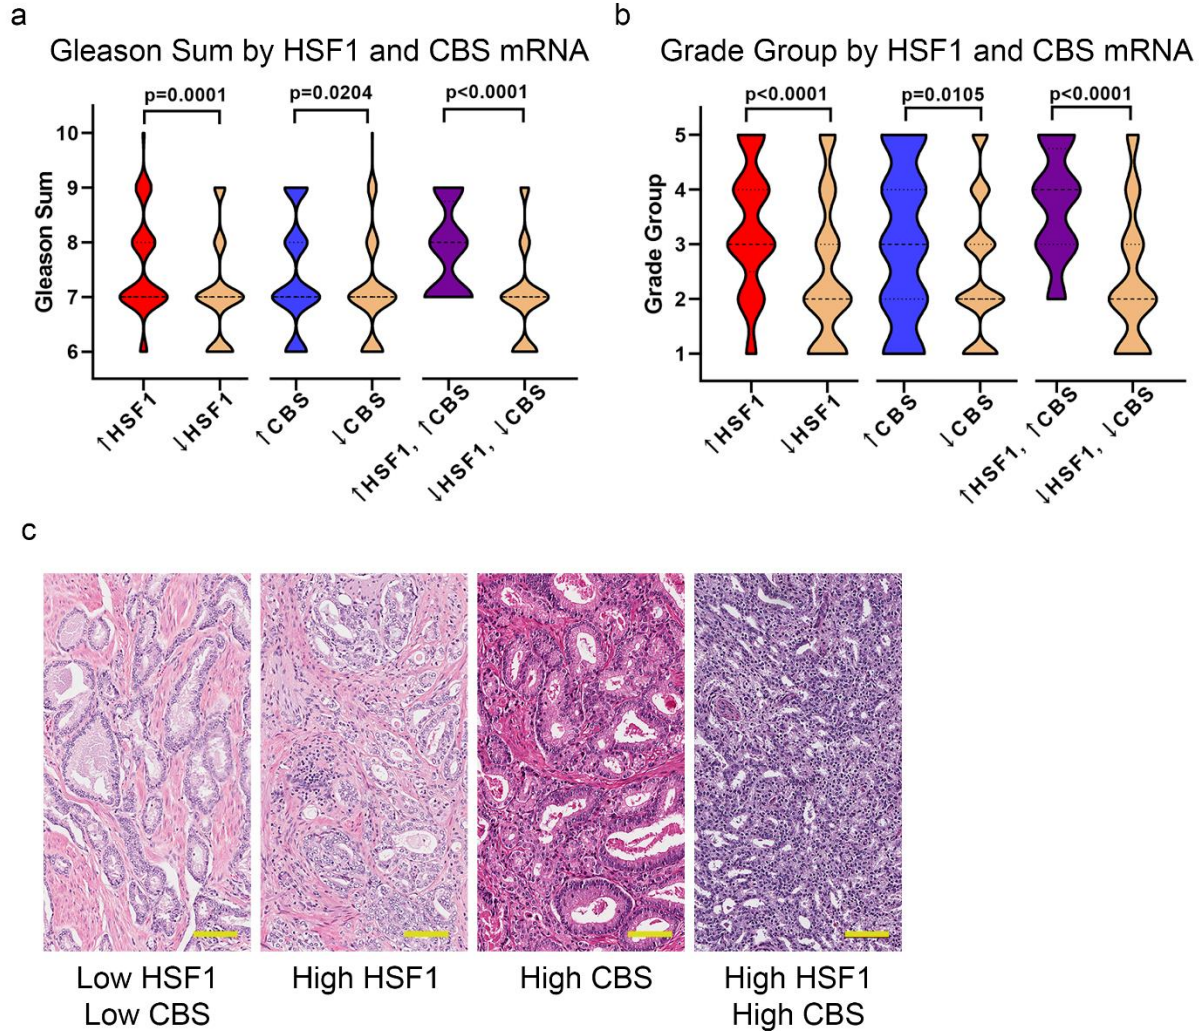 a
Gleason Sum by HSF1 and CBS mRNA
p=0.0001
p=0.0204
p<0.0001
10
9
8
7
6
Gleason Sum
↑HSF1
↓HSF1
↑CBS
↓CBS
↑HSF1, ↑CBS
↓HSF1, ↓CBS
b
Grade Group by HSF1 and CBS mRNA
p<0.0001
p=0.0105
p<0.0001
5
4
3
2
1
Grade Group
↑HSF1
↓HSF1
↑CBS
↓CBS
↑HSF1, ↑CBS
↓HSF1, ↓CBS
c
Low HSF1
Low CBS
High HSF1
High CBS
High HSF1
High CBS